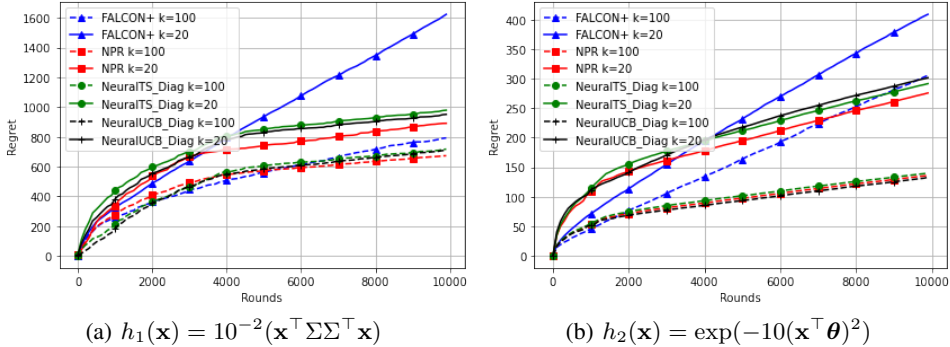 1600
1400
1200
1000
800
600
400
200
0
Regret
FALCON+ k=100
FALCON+ k=20
NPR k=100
NPR k=20
NeuralTS_Diag k=100
NeuralTS_Diag k=20
NeuralUCB_Diag k=100
NeuralUCB_Diag k=20
0 2000 4000 6000 8000 10000
Rounds
(a) h₁(𝐱) = 10⁻²(𝐱^⊤ΣΣ^⊤𝐱)
400
350
300
250
200
150
100
50
0
Regret
FALCON+ k=100
FALCON+ k=20
NPR k=100
NPR k=20
NeuralTS_Diag k=100
NeuralTS_Diag k=20
NeuralUCB_Diag k=100
NeuralUCB_Diag k=20
0 2000 4000 6000 8000 10000
Rounds
(b) h₂(𝐱) = exp(−10(𝐱^⊤𝜽)²)